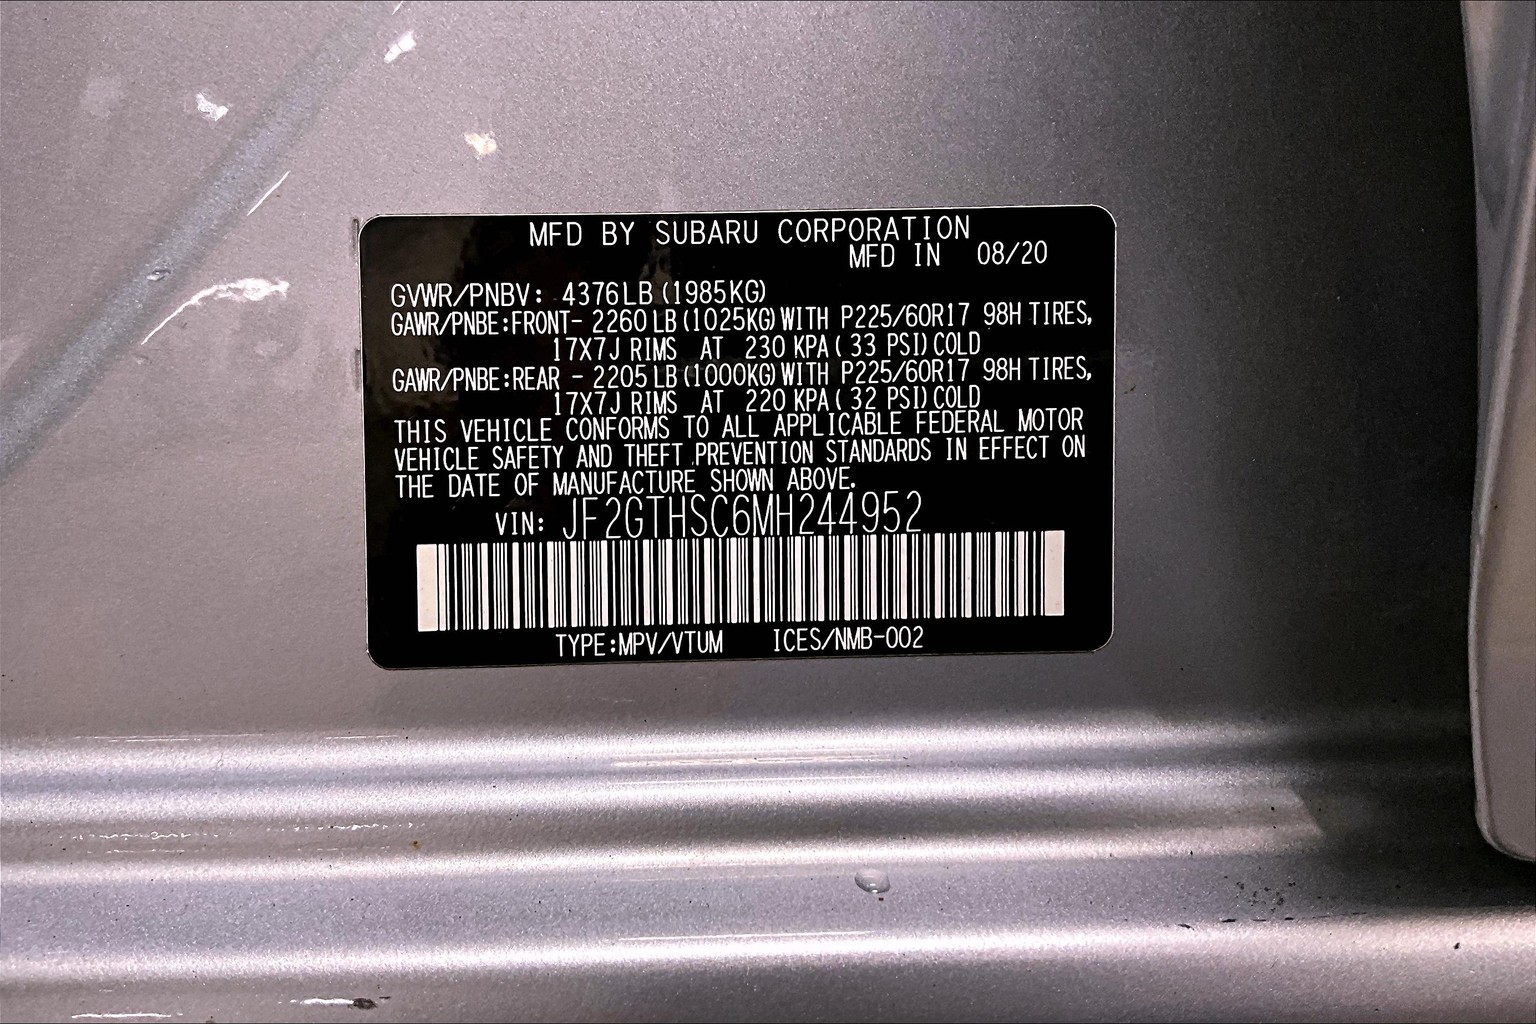 MFD BY SUBARU CORPORATION
MFD IN 08/20
GVWR/PNBV: 4376LB (1985KG)
GAWR/PNBE:FRONT- 2260 LB (1025KG) WITH P225/60R17 98H TIRES,
17X7J RIMS AT 230 KPA( 33 PSI) COLD
GAWR/PNBE:REAR - 2205 LB (1000KG) WITH P225/60R17 98H TIRES,
17X7J RIMS AT 220 KPA( 32 PSI) COLD
THIS VEHICLE CONFORMS TO ALL APPLICABLE FEDERAL MOTOR
VEHICLE SAFETY AND THEFT PREVENTION STANDARDS IN EFFECT ON
THE DATE OF MANUFACTURE SHOWN ABOVE.
VIN: JF2GTHSC6MH244952
TYPE:MPV/VTUM ICES/NMB-002